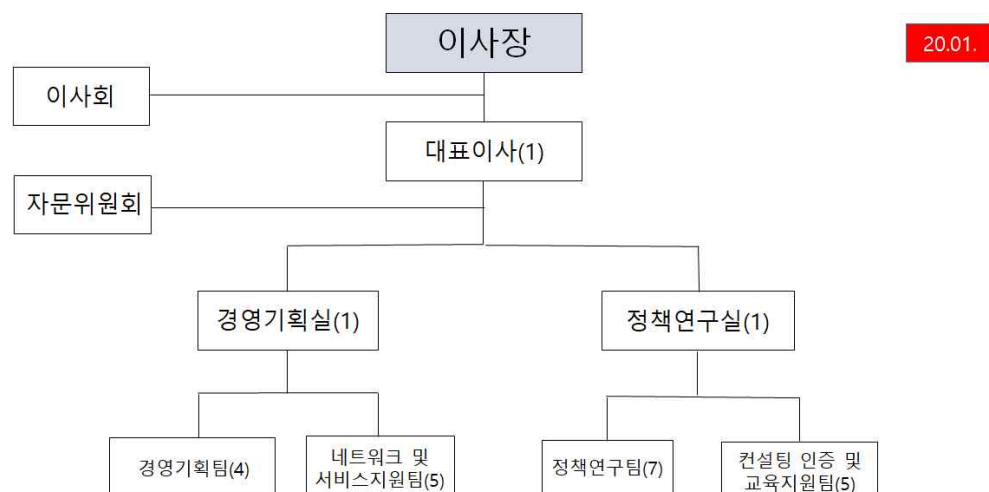 이사장
20.01.
이사회
대표이사(1)
자문위원회
경영기획실(1)
정책연구실(1)
경영기획팀(4)
네트워크 및
서비스지원팀(5)
정책연구팀(7)
컨설팅 인증 및
교육지원팀(5)